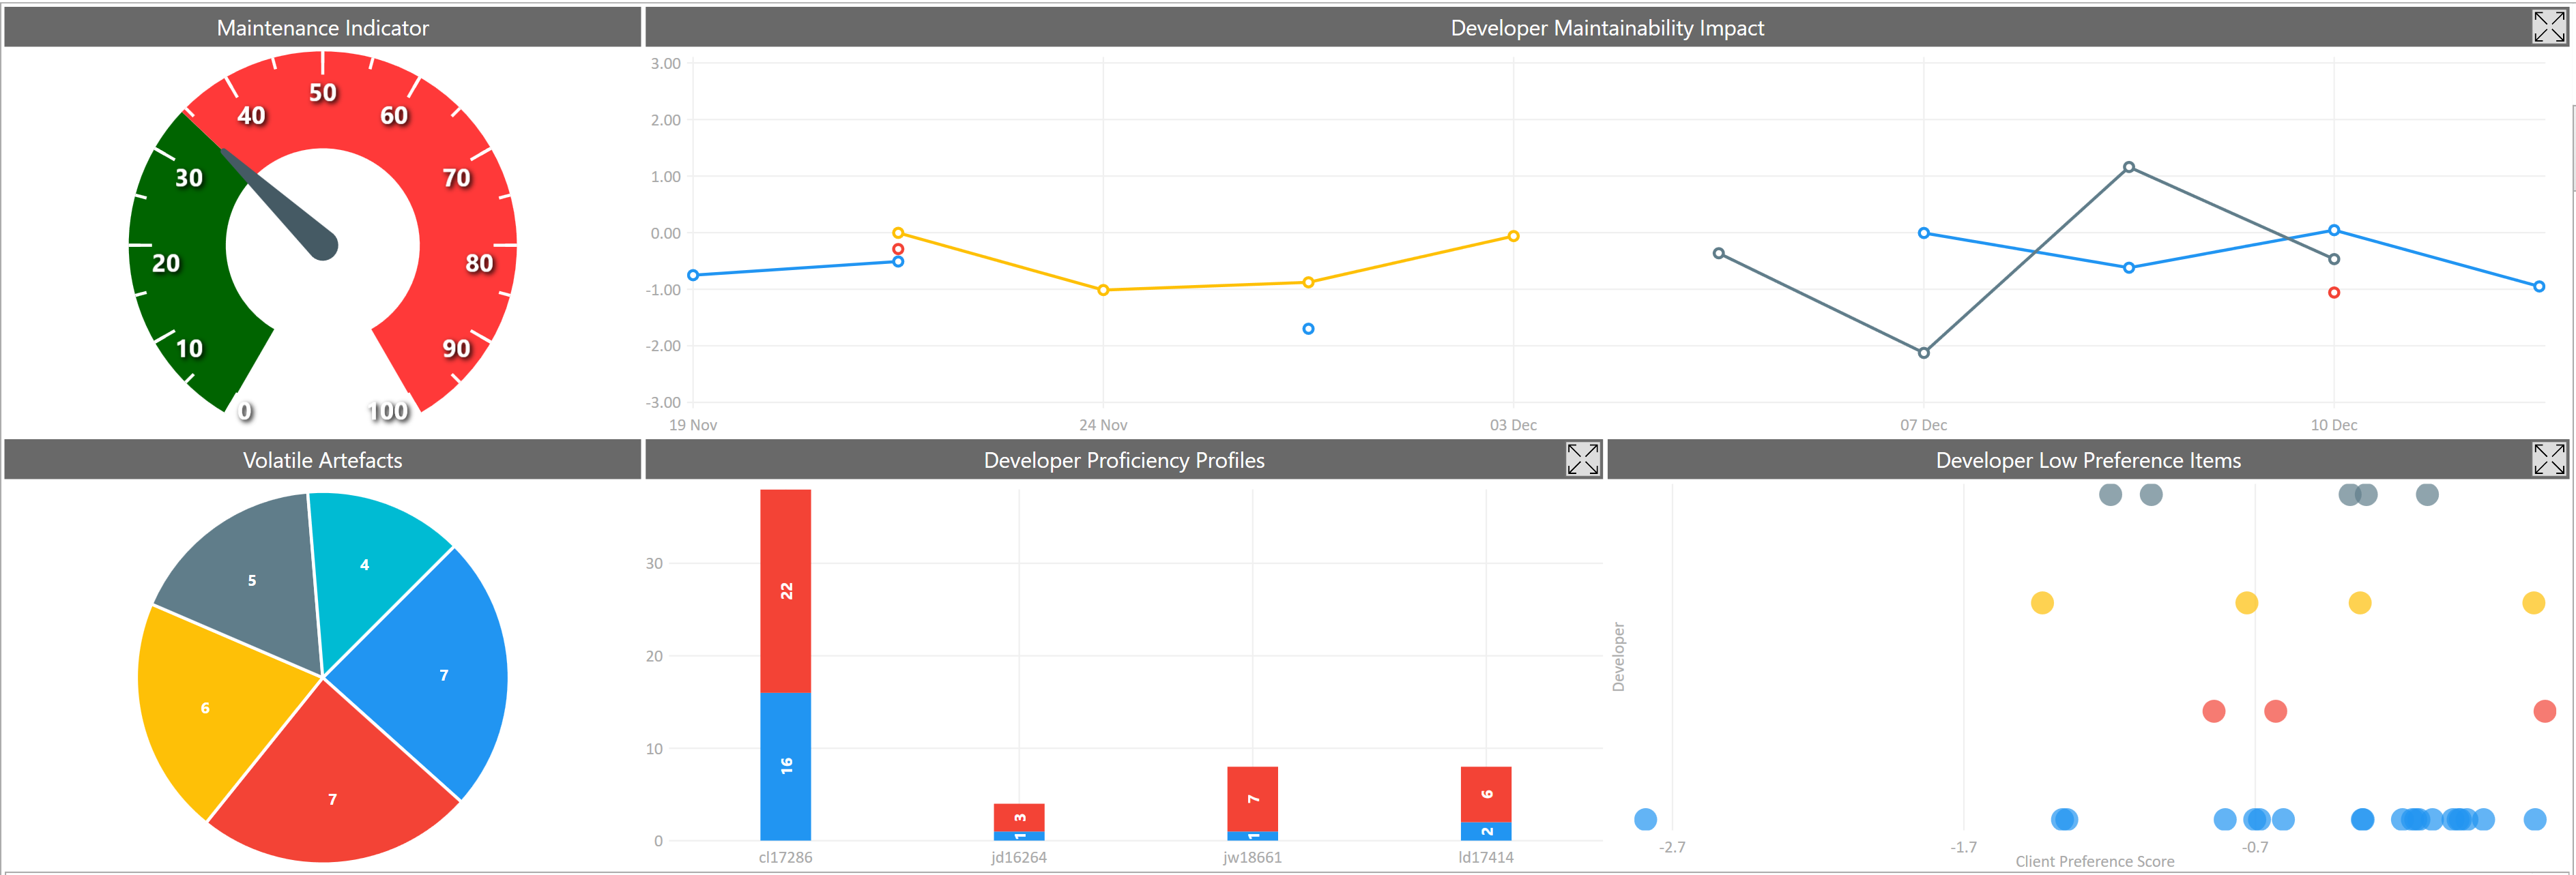 Maintenance Indicator
0
10
20
30
40
50
60
70
80
90
100
Developer Maintainability Impact
3.00
2.00
1.00
0.00
-1.00
-2.00
-3.00
19 Nov
24 Nov
03 Dec
07 Dec
10 Dec
Volatile Artefacts
4
7
7
6
5
Developer Proficiency Profiles
30
20
10
0
22
16
3
1
7
1
6
2
cl17286
jd16264
jw18661
ld17414
Developer Low Preference Items
Developer
-2.7
-1.7
-0.7
Client Preference Score